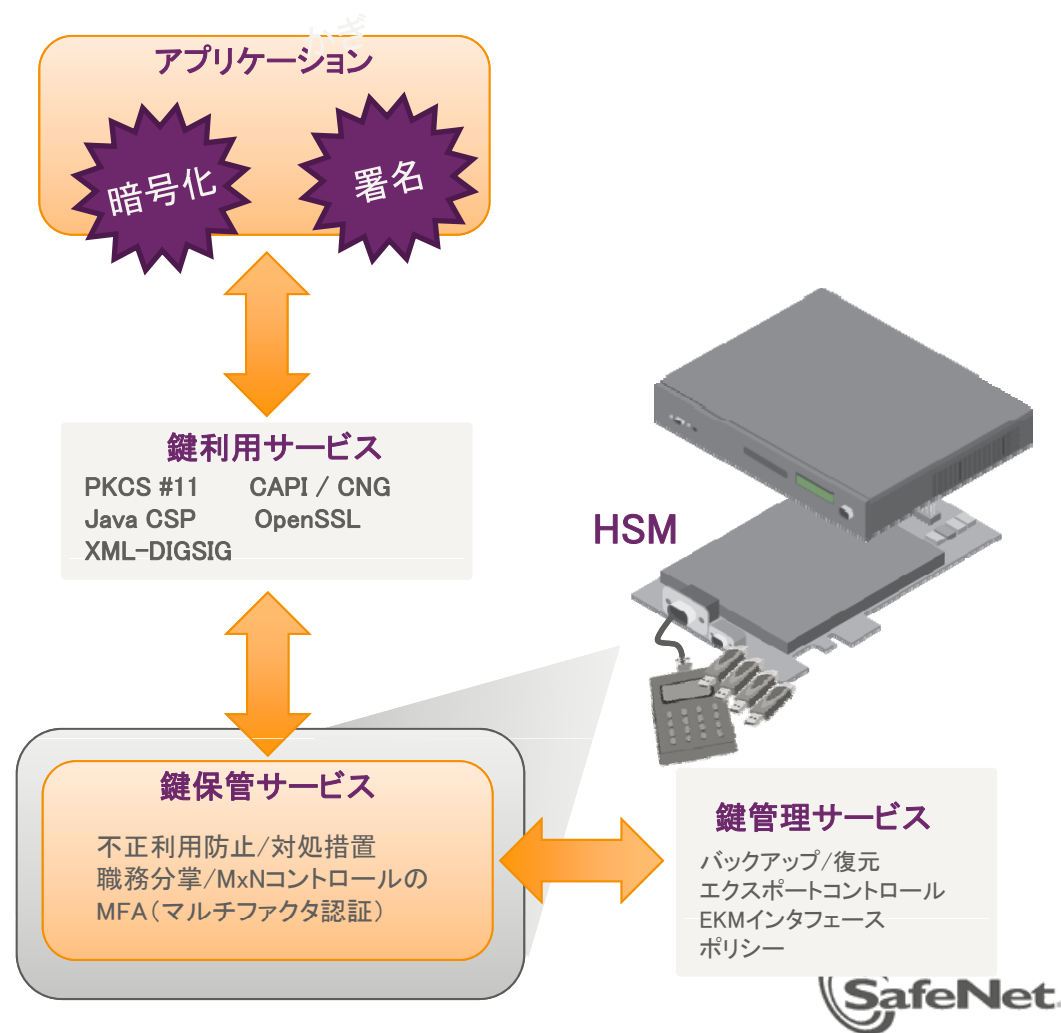 かぎ
アプリケーション
暗号化
署名
鍵利用サービス
PKCS #11 CAPI / CNG
Java CSP OpenSSL
XML-DIGSIG
HSM
鍵保管サービス
不正利用防止/対処措置
職務分掌/MxNコントロールの
MFA(マルチファクタ認証)
鍵管理サービス
バックアップ/復元
エクスポートコントロール
EKMインタフェース
ポリシー
SafeNet